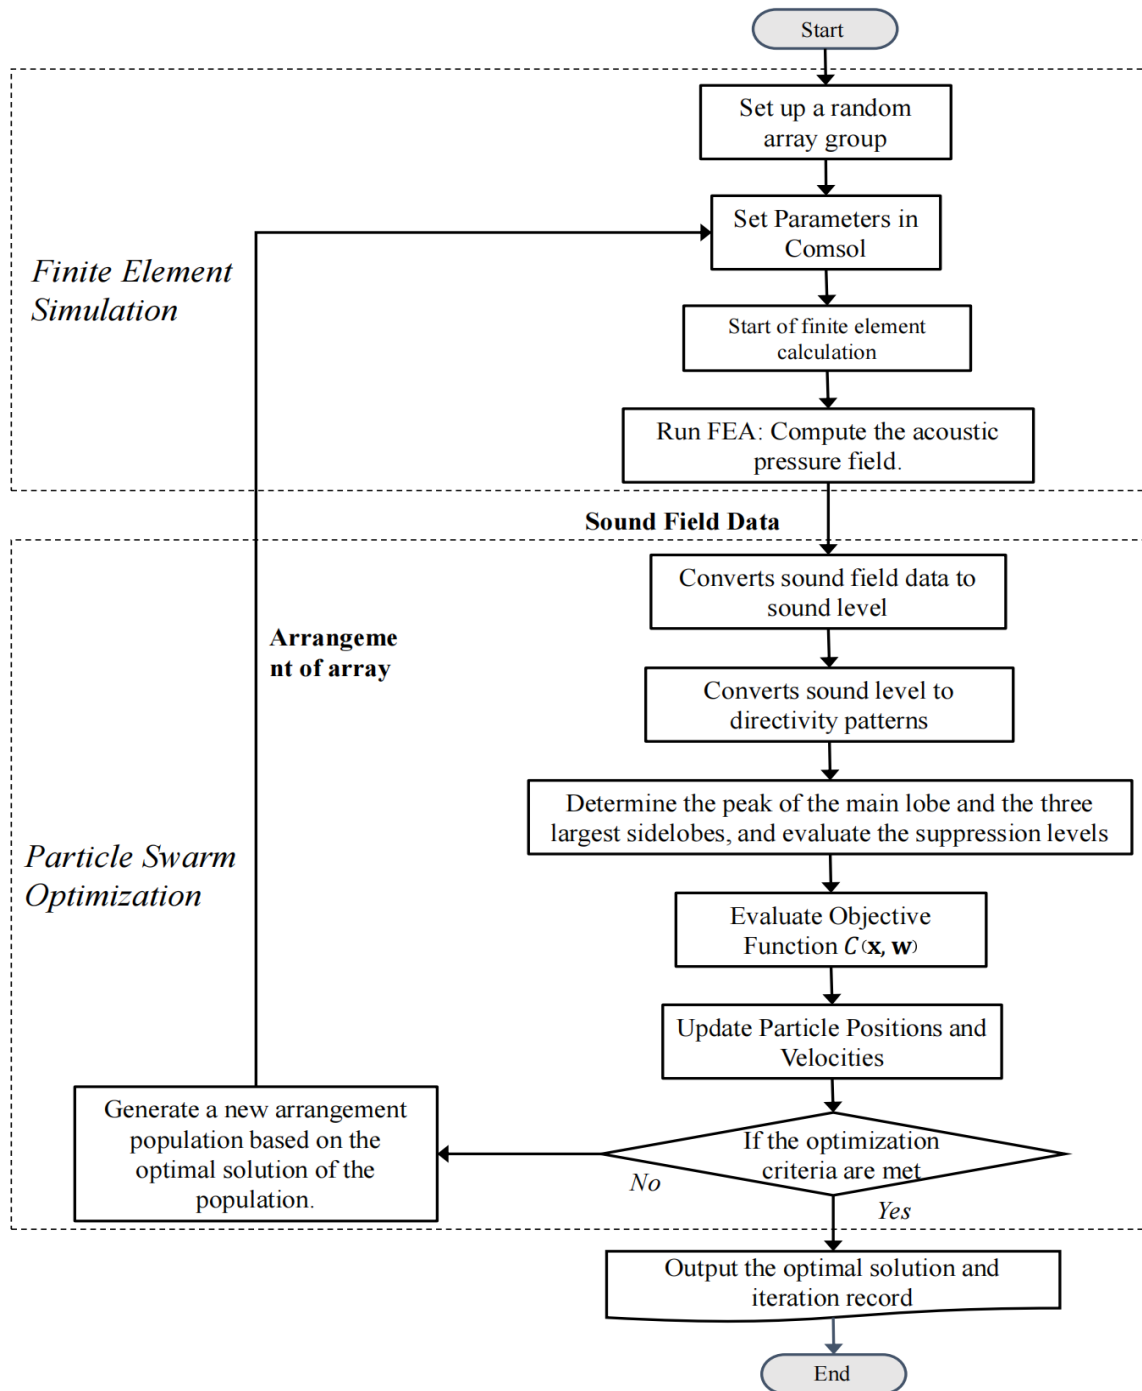 Start
Set up a random
array group
Set Parameters in
Comsol
Finite Element
Simulation
Start of finite element
calculation
Run FEA: Compute the acoustic
pressure field.
Sound Field Data
Converts sound field data to
sound level
Arrangeme
nt of array
Converts sound level to
directivity patterns
Determine the peak of the main lobe and the three
largest sidelobes, and evaluate the suppression levels
Particle Swarm
Optimization
Evaluate Objective
Function C(x, w)
Update Particle Positions and
Velocities
Generate a new arrangement
population based on the
optimal solution of the
population.
If the optimization
criteria are met
No
Yes
Output the optimal solution and
iteration record
End